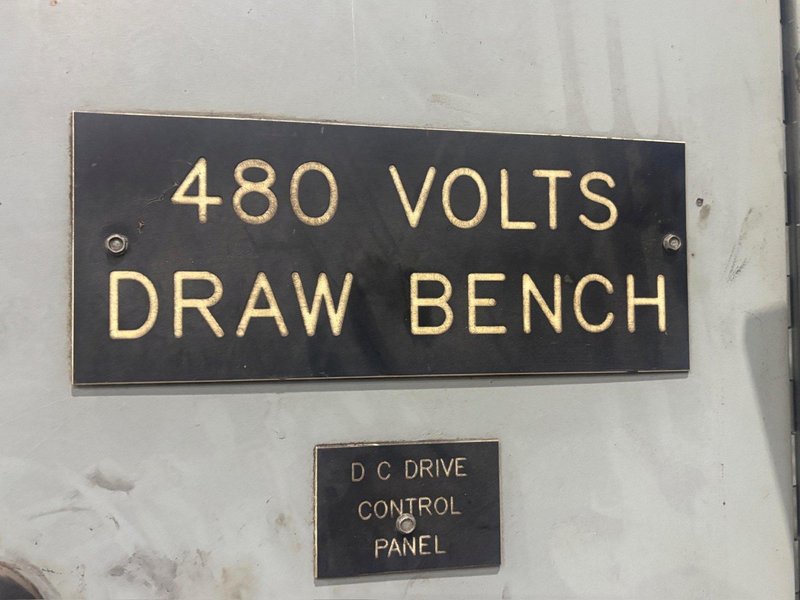 480 VOLTS
DRAW BENCH
D C DRIVE
CONTROL
PANEL